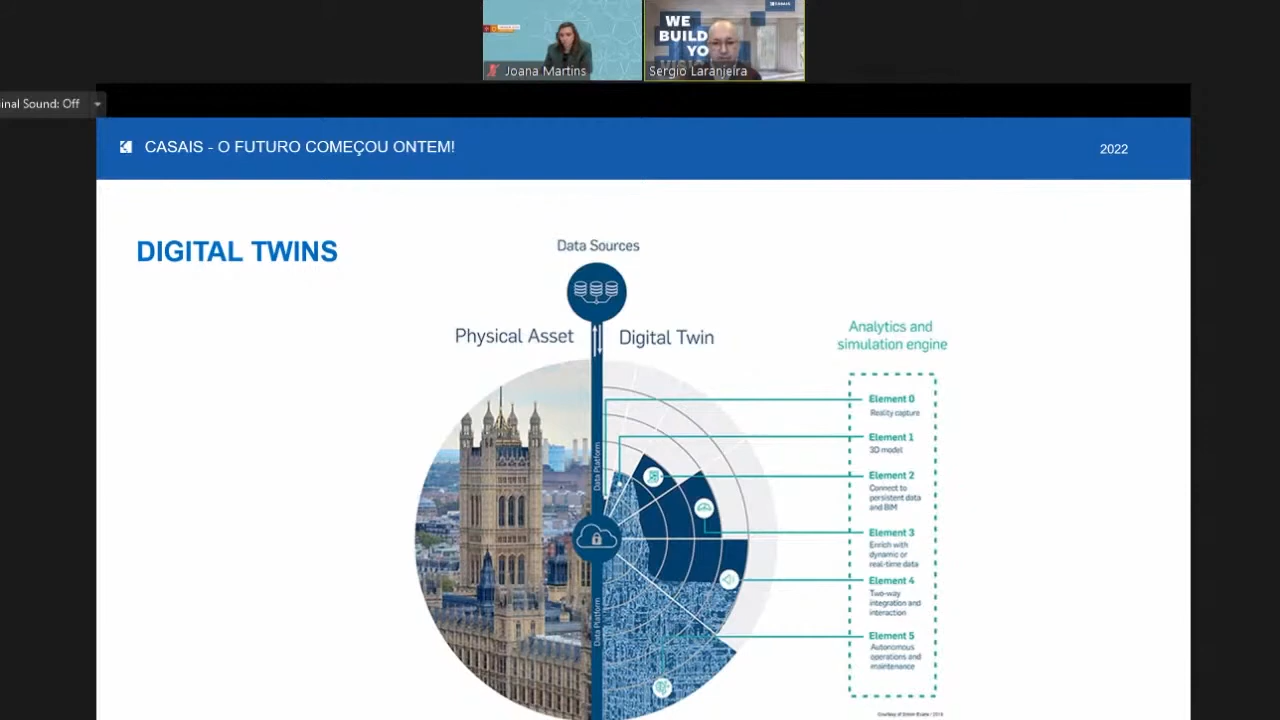 WE
BUILD
YO
CASAIS
Joana Martins
Sergio Laranjeira
inal Sound: Off
CASAIS - O FUTURO COMEÇOU ONTEM!
2022
DIGITAL TWINS
Data Sources
Physical Asset
Digital Twin
Analytics and
simulation engine
Data Platform
Data Platform
Element 0
Reality capture
Element 1
3D model
Element 2
Connect to
persistent data
and BIM
Element 3
Enrich with
dynamic or
real-time data
Element 4
Two-way
integration and
interaction
Element 5
Autonomous
operations and
maintenance